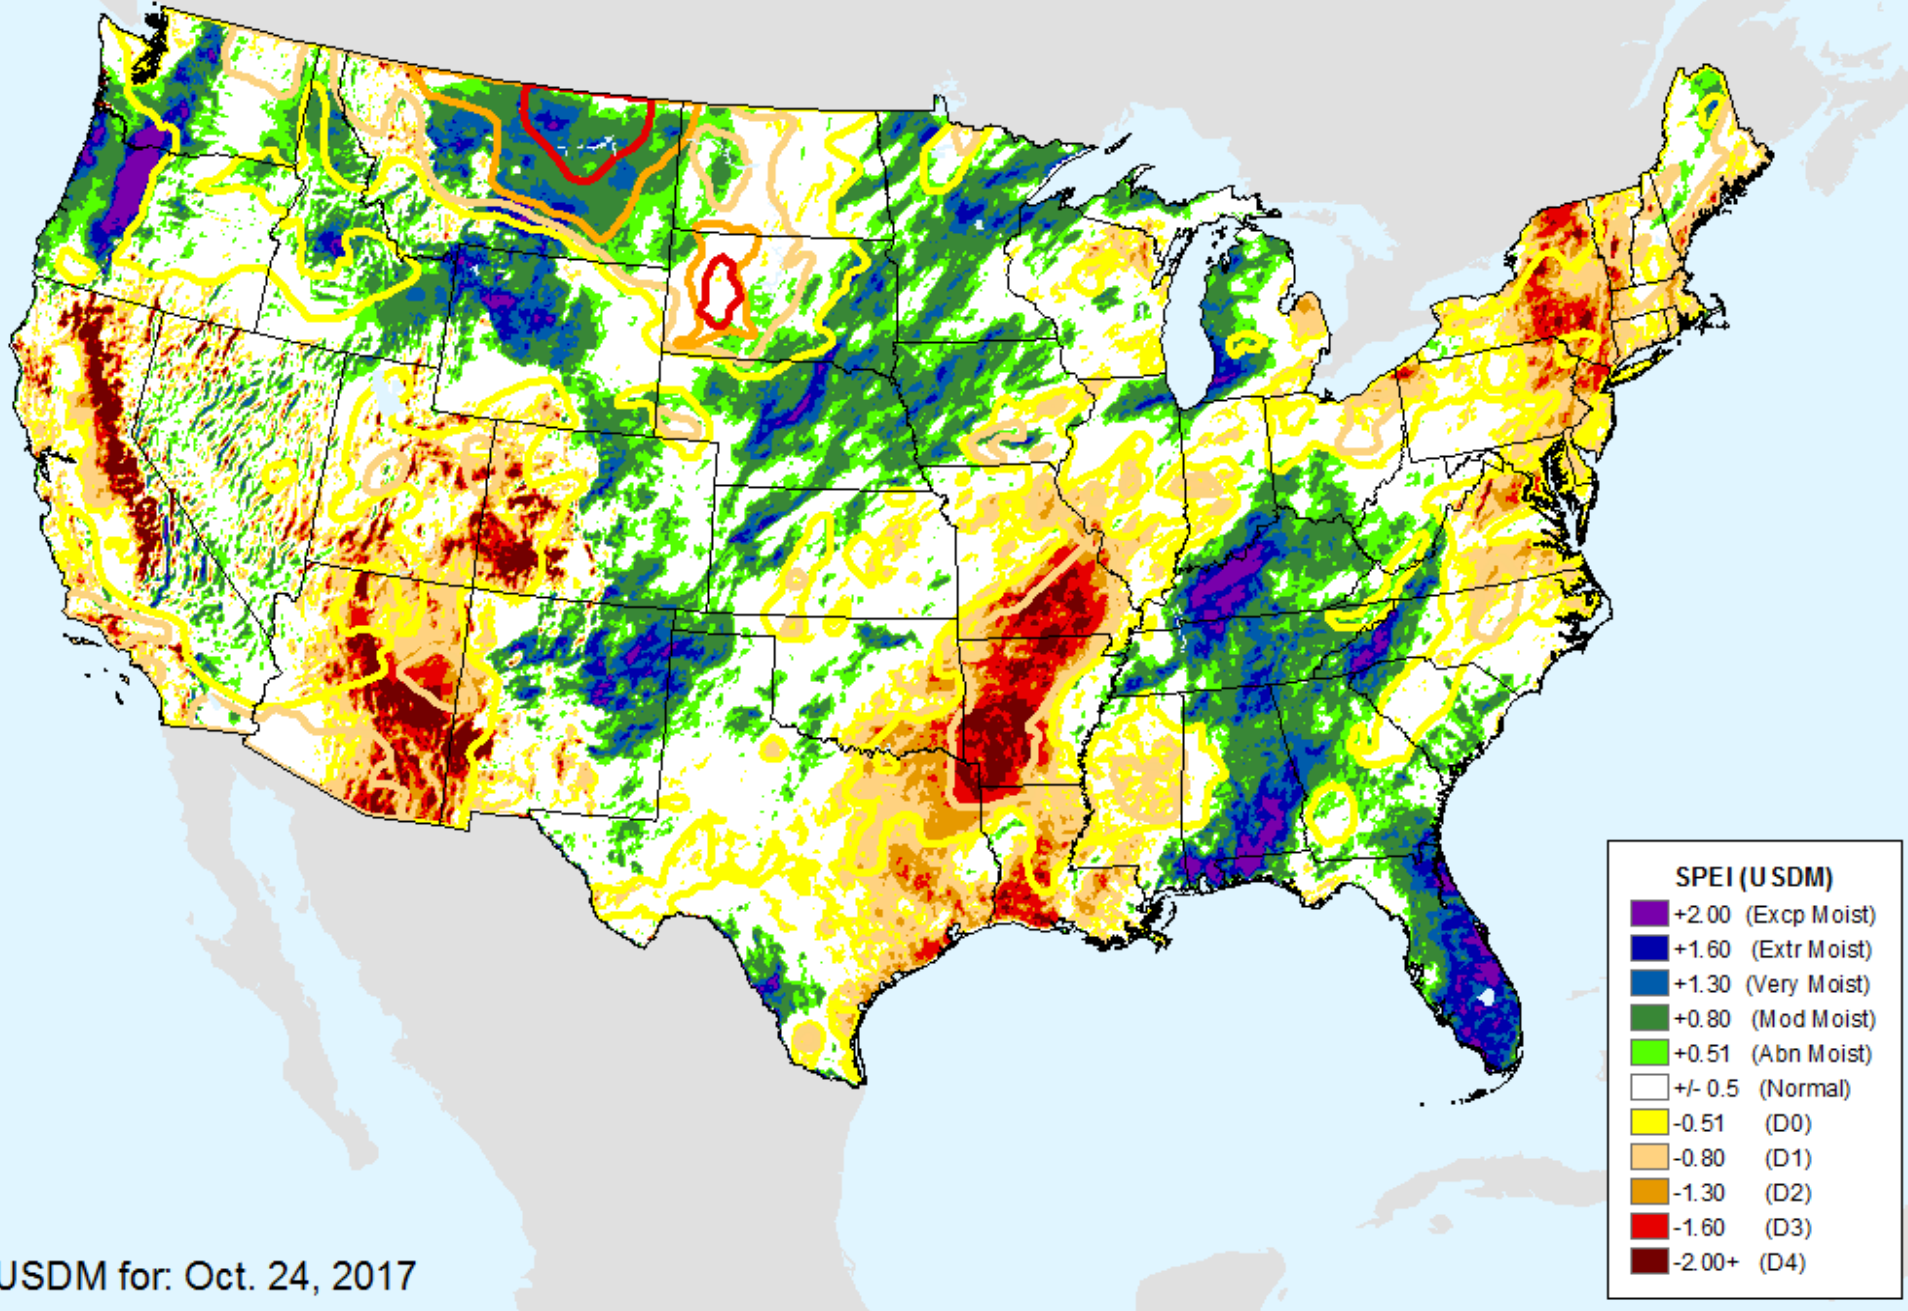 SPEI (USDM)
+2.00 (Excp Moist)
+1.60 (Extr Moist)
+1.30 (Very Moist)
+0.80 (Mod Moist)
+0.51 (Abn Moist)
+/- 0.5 (Normal)
-0.51 (D0)
-0.80 (D1)
-1.30 (D2)
-1.60 (D3)
-2.00+ (D4)
USDM for: Oct. 24, 2017